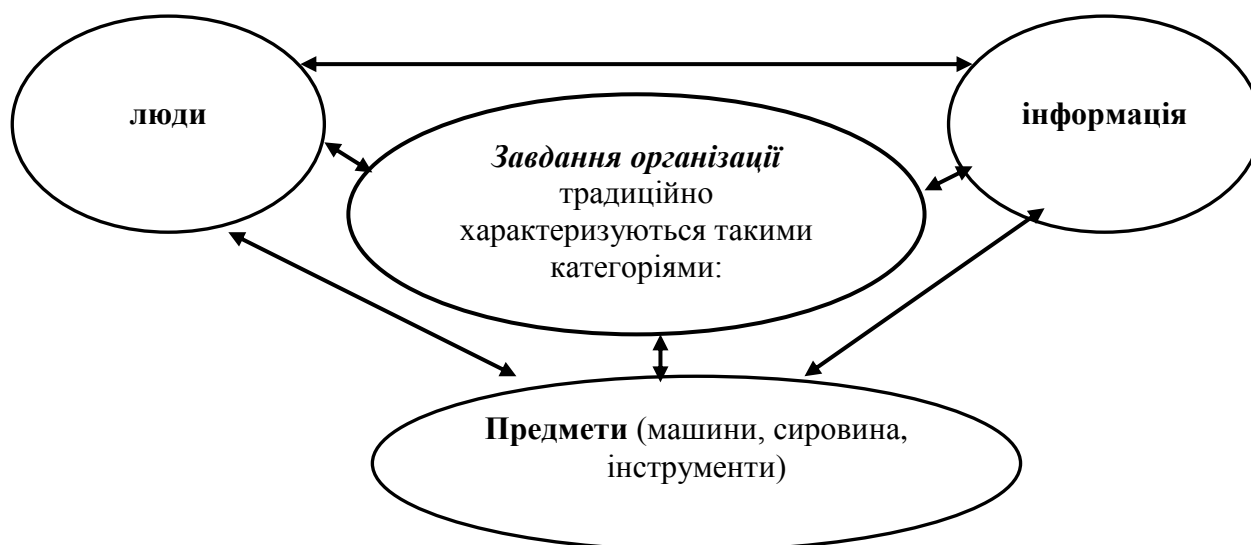 люди
інформація
Завдання організації
традиційно
характеризуються такими
категоріями:
Предмети (машини, сировина,
інструменти)